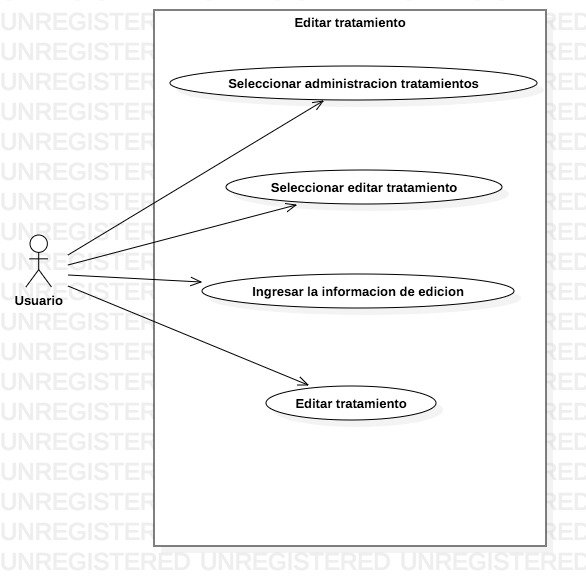 Editar tratamiento
Seleccionar administracion tratamientos
Seleccionar editar tratamiento
Usuario
Ingresar la informacion de edicion
Editar tratamiento
UNREGISTERED UNREGISTERED UNREGISTERED